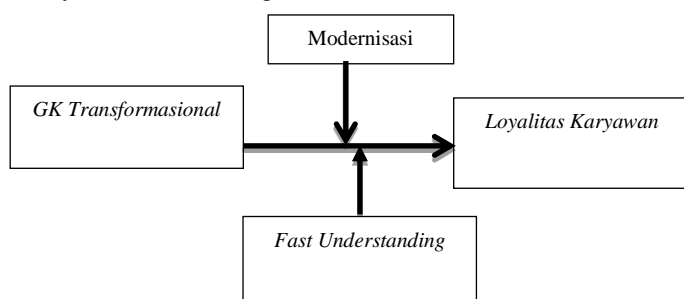 Modernisasi
GK Transformasional
Loyalitas Karyawan
Fast Understanding